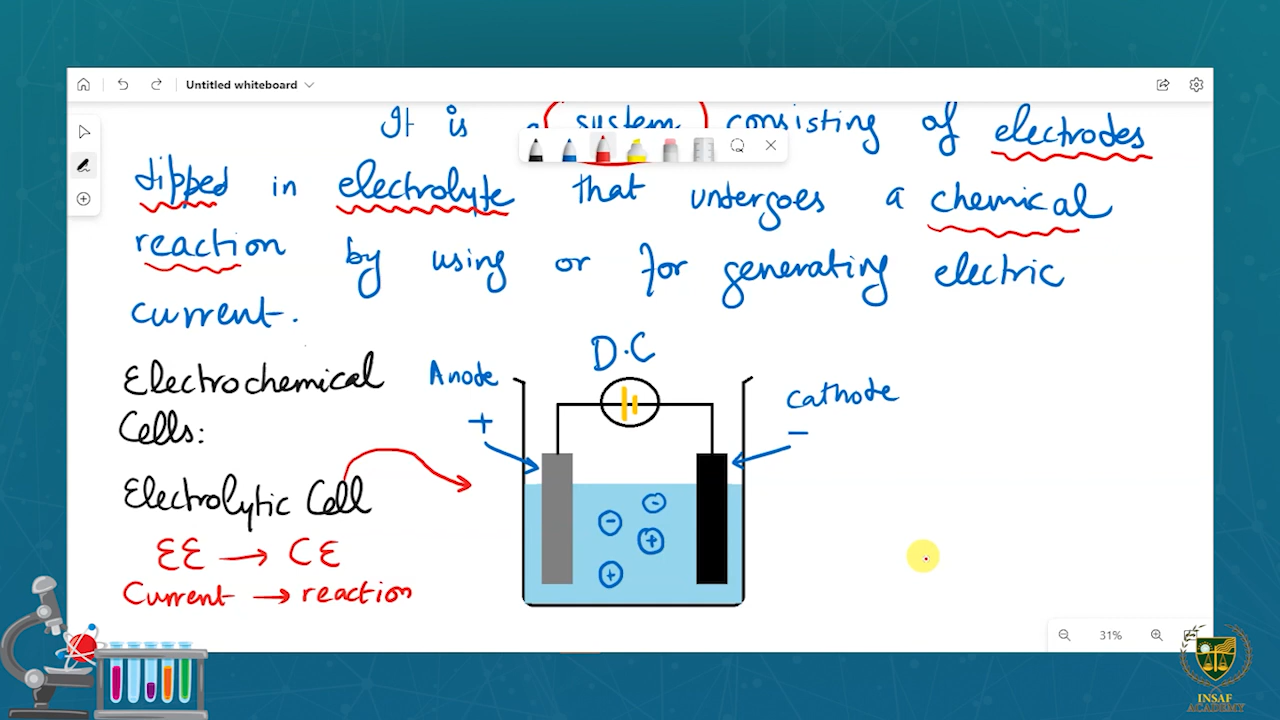 Untitled whiteboard
It is a system consisting of electrodes
dipped in electrolyte that undergoes a chemical
reaction by using or for generating electric
current.
Electrochemical
Cells:
Electrolytic Cell
EE → CE
Current → reaction
D.C
Anode
+
Cathode
−
−
−
+
+
31%
INSAF
ACADEMY